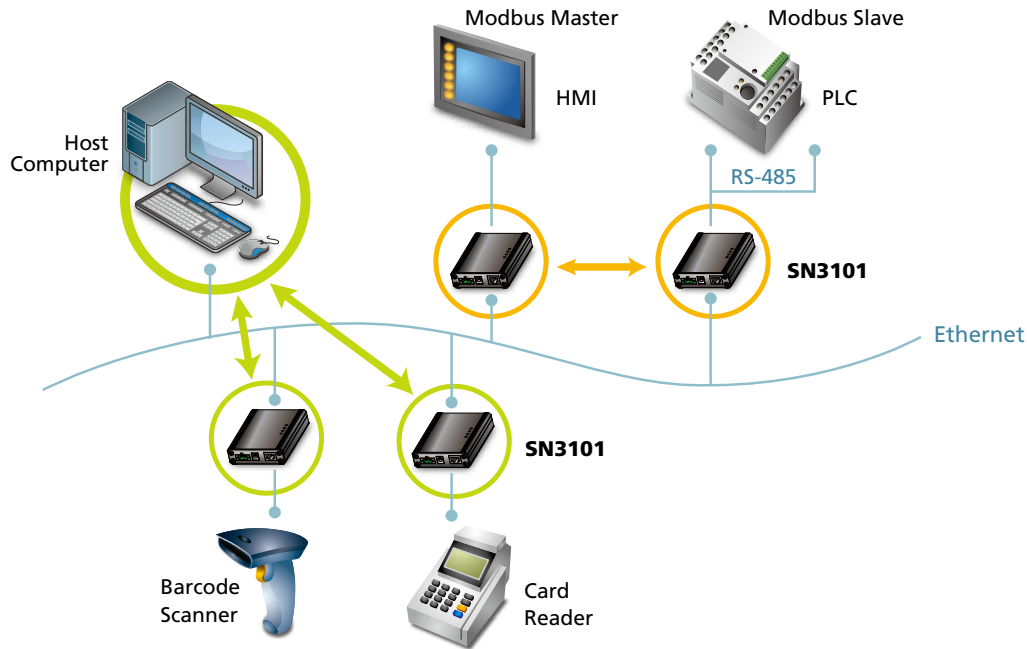 Modbus Master
Modbus Slave
HMI
PLC
Host
Computer
RS-485
SN3101
Ethernet
SN3101
Barcode
Scanner
Card
Reader